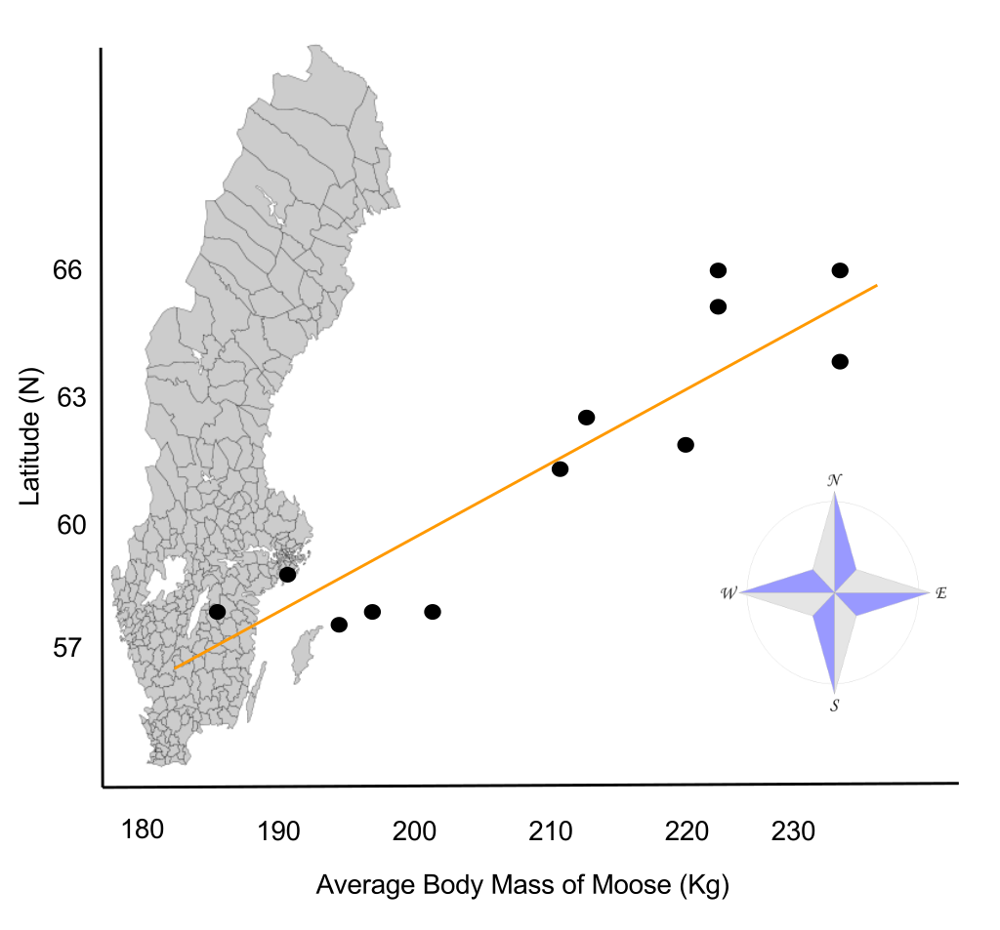 66
63
60
57
Latitude (N)
N
W
E
S
180 190 200 210 220 230
Average Body Mass of Moose (Kg)